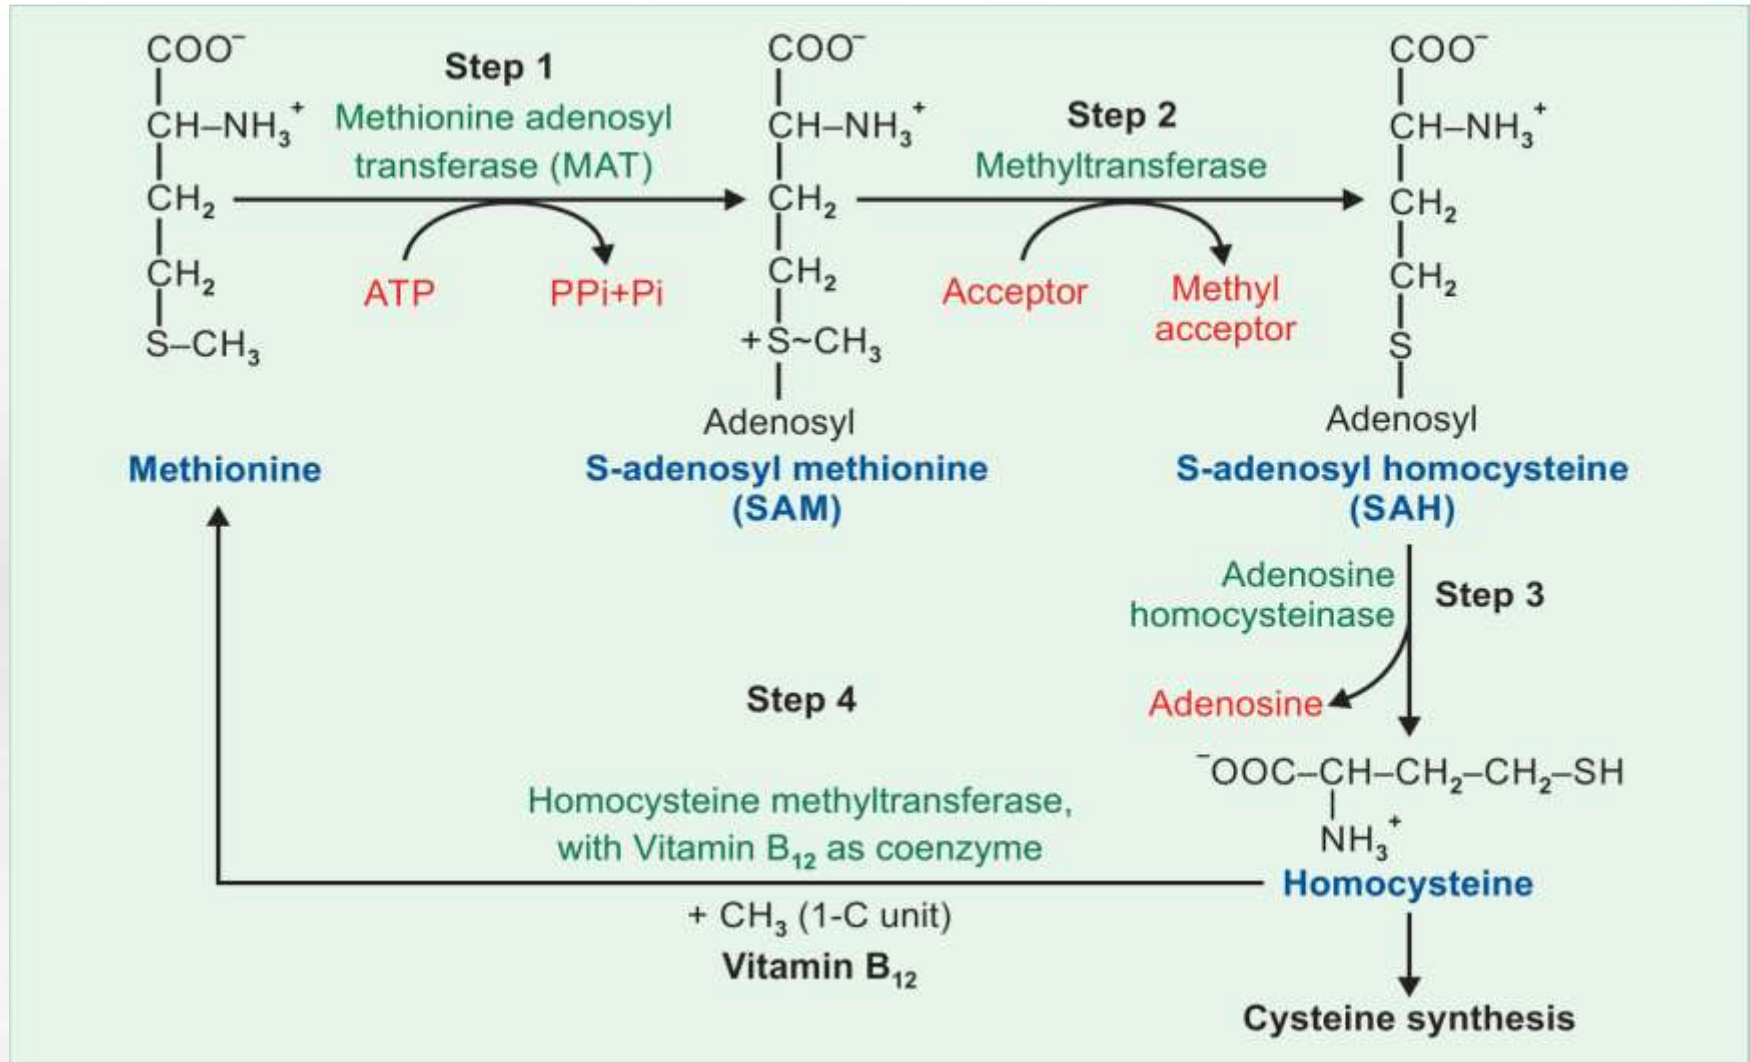 COO⁻
CH–NH₃⁺
CH₂
CH₂
S–CH₃
Methionine
Step 1
Methionine adenosyl
transferase (MAT)
ATP
PPi+Pi
COO⁻
CH–NH₃⁺
CH₂
CH₂
+S~CH₃
Adenosyl
S-adenosyl methionine
(SAM)
Step 2
Methyltransferase
Acceptor
Methyl
acceptor
COO⁻
CH–NH₃⁺
CH₂
CH₂
S
Adenosyl
S-adenosyl homocysteine
(SAH)
Adenosine
homocysteinase
Step 3
Adenosine
⁻OOC–CH–CH₂–CH₂–SH
NH₃⁺
Homocysteine
Step 4
Homocysteine methyltransferase,
with Vitamin B₁₂ as coenzyme
+ CH₃ (1-C unit)
Vitamin B₁₂
Cysteine synthesis